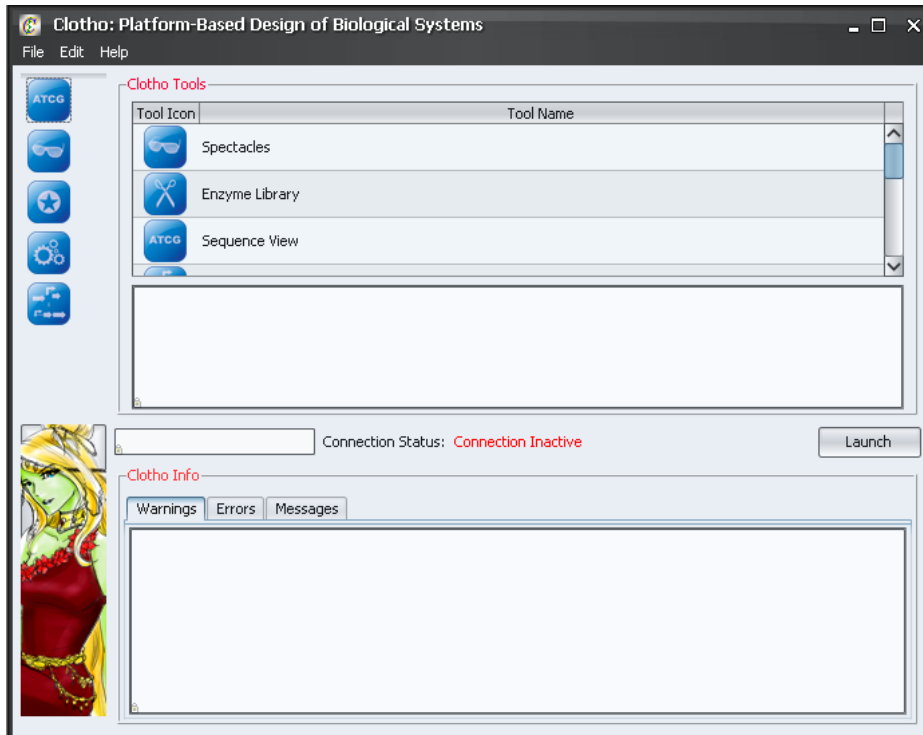 Clotho: Platform-Based Design of Biological Systems
File Edit Help
ATCG
Clotho Tools
Tool Icon Tool Name
Spectacles
Enzyme Library
ATCG Sequence View
Connection Status: Connection Inactive
Launch
Clotho Info
Warnings Errors Messages